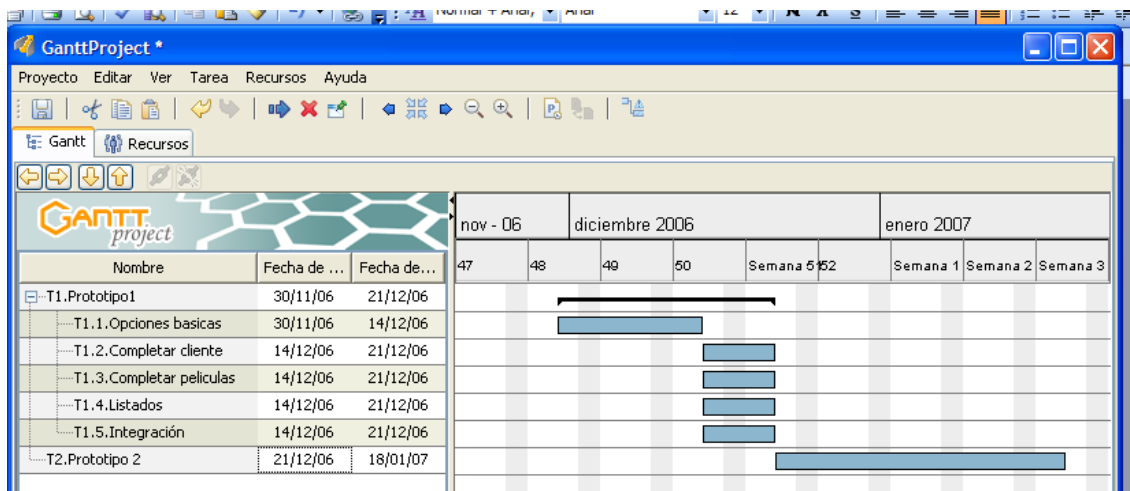 Normal + Arial, Arial 12 N K S
GanttProject *
Proyecto Editar Ver Tarea Recursos Ayuda
Gantt Recursos
GANTT project
nov - 06 diciembre 2006 enero 2007
Nombre Fecha de ... Fecha de... 47 48 49 50 Semana 51 52 Semana 1 Semana 2 Semana 3
T1.Prototipo1 30/11/06 21/12/06
T1.1.Opciones basicas 30/11/06 14/12/06
T1.2.Completar cliente 14/12/06 21/12/06
T1.3.Completar peliculas 14/12/06 21/12/06
T1.4.Listados 14/12/06 21/12/06
T1.5.Integración 14/12/06 21/12/06
T2.Prototipo 2 21/12/06 18/01/07